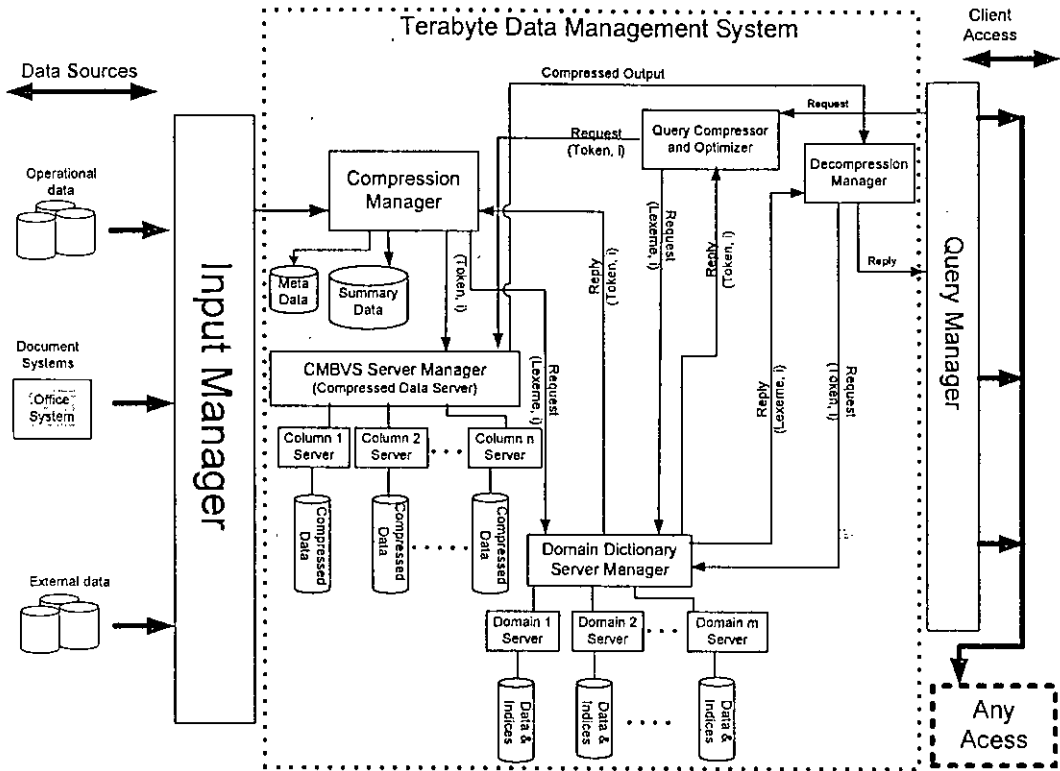 Terabyte Data Management System
Client
Access
Data Sources
Compressed Output
Request
Request
(Token, i)
Query Compressor
and Optimizer
Decompression
Manager
Operational
data
Compression
Manager
Request
(Lexeme, i)
Reply
(Token, i)
Reply
(Token, i)
(Token, i)
Reply
Meta
Data
Summary
Data
Input Manager
Query Manager
Document
Systems
Office
System
CMBVS Server Manager
(Compressed Data Server)
Request
(Lexeme, i)
Reply
(Lexeme, i)
Request
(Token, i)
Column 1
Server
Column 2
Server
Column n
Server
Compressed
Data
Compressed
Data
Compressed
Data
Domain Dictionary
Server Manager
External data
Domain 1
Server
Domain 2
Server
Domain m
Server
Data &
Indices
Data &
Indices
Data &
Indices
Any
Acess